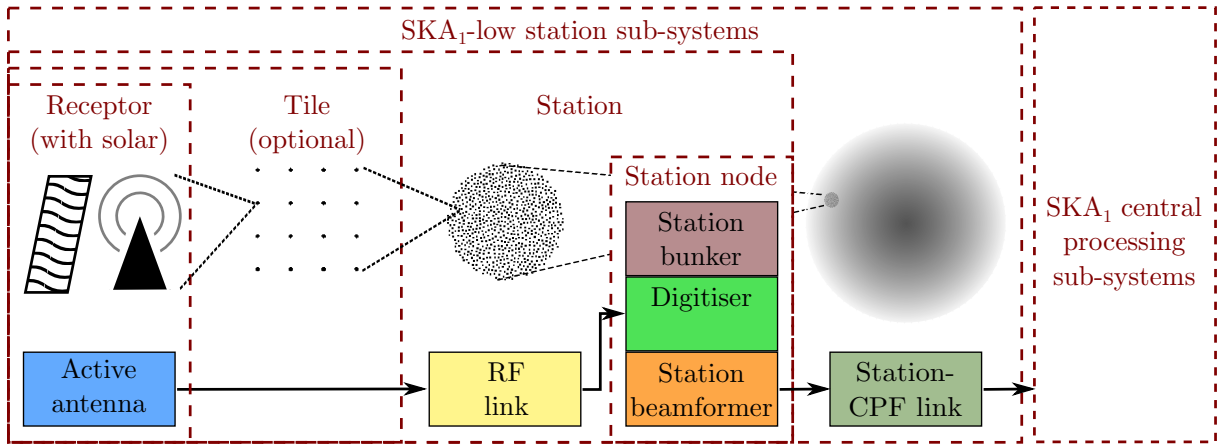 SKA₁-low station sub-systems
Receptor
(with solar)
Tile
(optional)
Station
Station node
Station
bunker
Digitiser
Station
beamformer
Active
antenna
RF
link
Station-
CPF link
SKA₁ central
processing
sub-systems